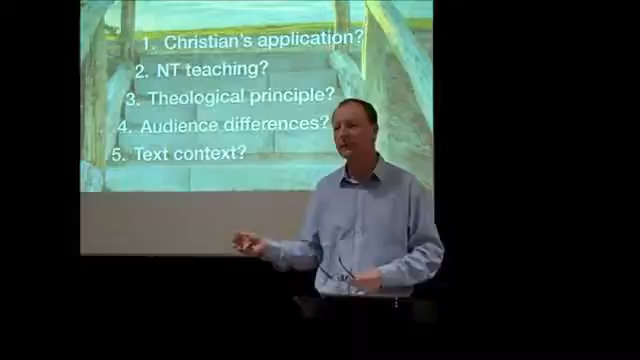 1. Christian's application?
2. NT teaching?
3. Theological principle?
4. Audience differences?
5. Text context?